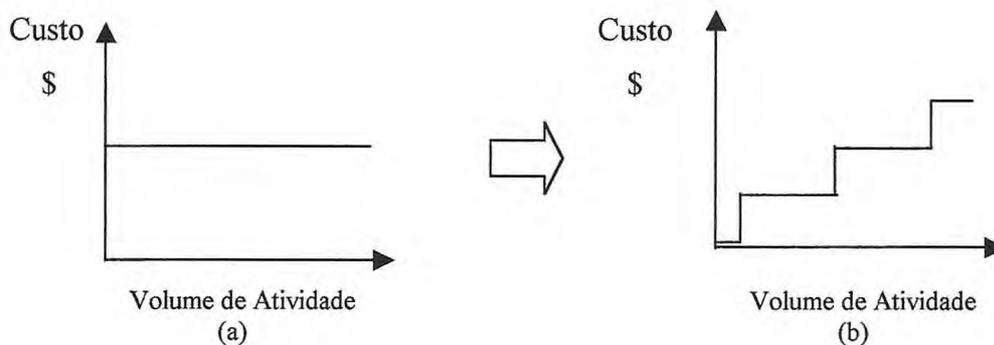 Custo
$
Volume de Atividade
(a)
Custo
$
Volume de Atividade
(b)